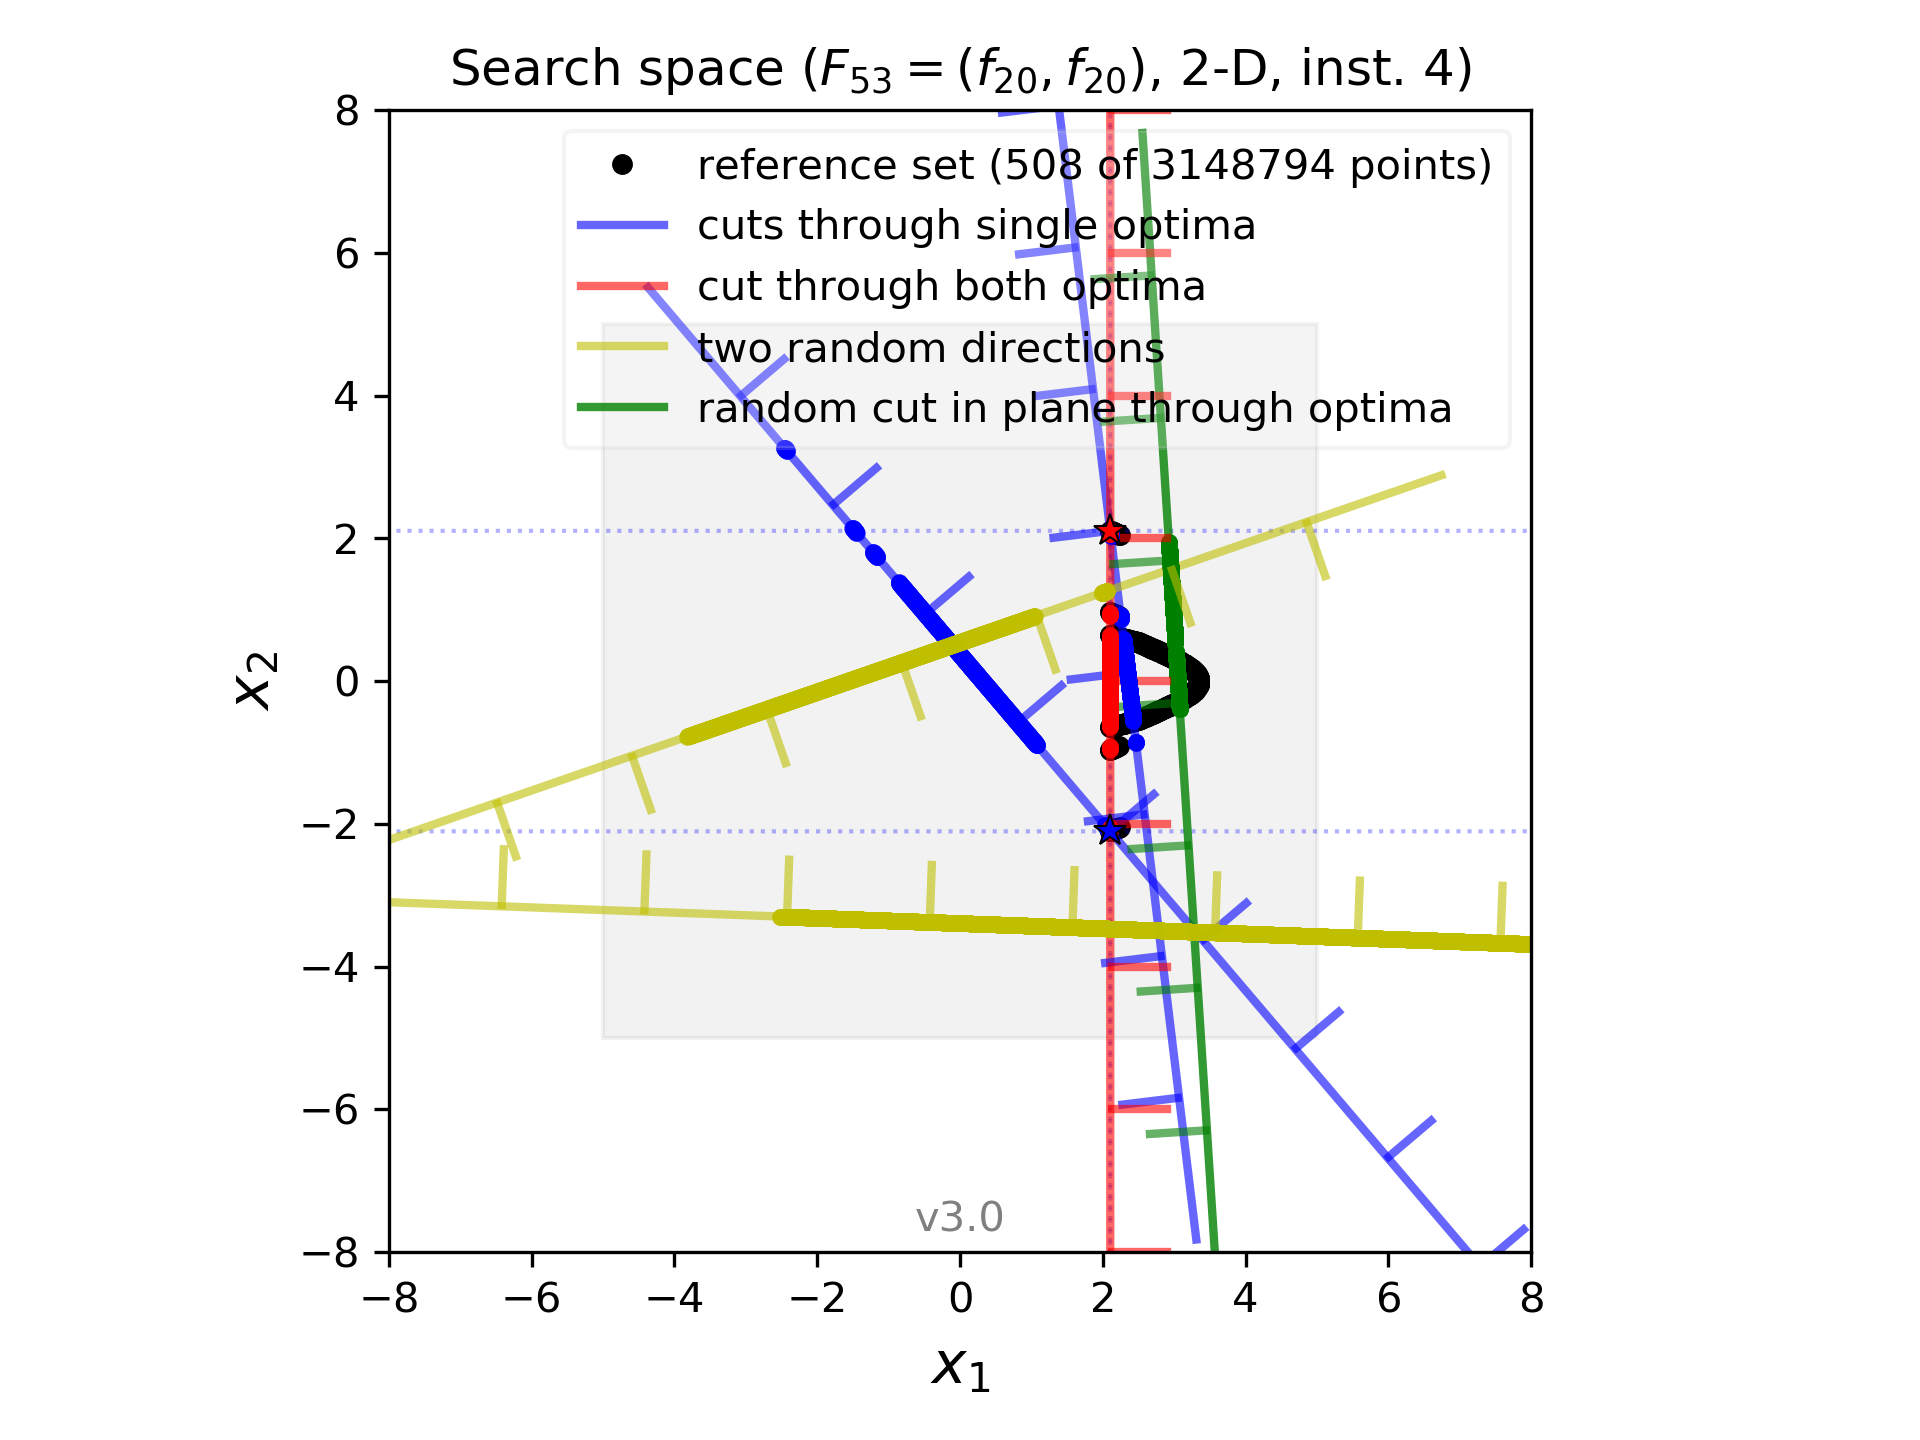 Search space (F₅₃ = (f₂₀, f₂₀), 2-D, inst. 4)
reference set (508 of 3148794 points)
cuts through single optima
cut through both optima
two random directions
random cut in plane through optima
8
6
4
2
0
−2
−4
−6
−8
x₂
v3.0
−8 −6 −4 −2 0 2 4 6 8
x₁